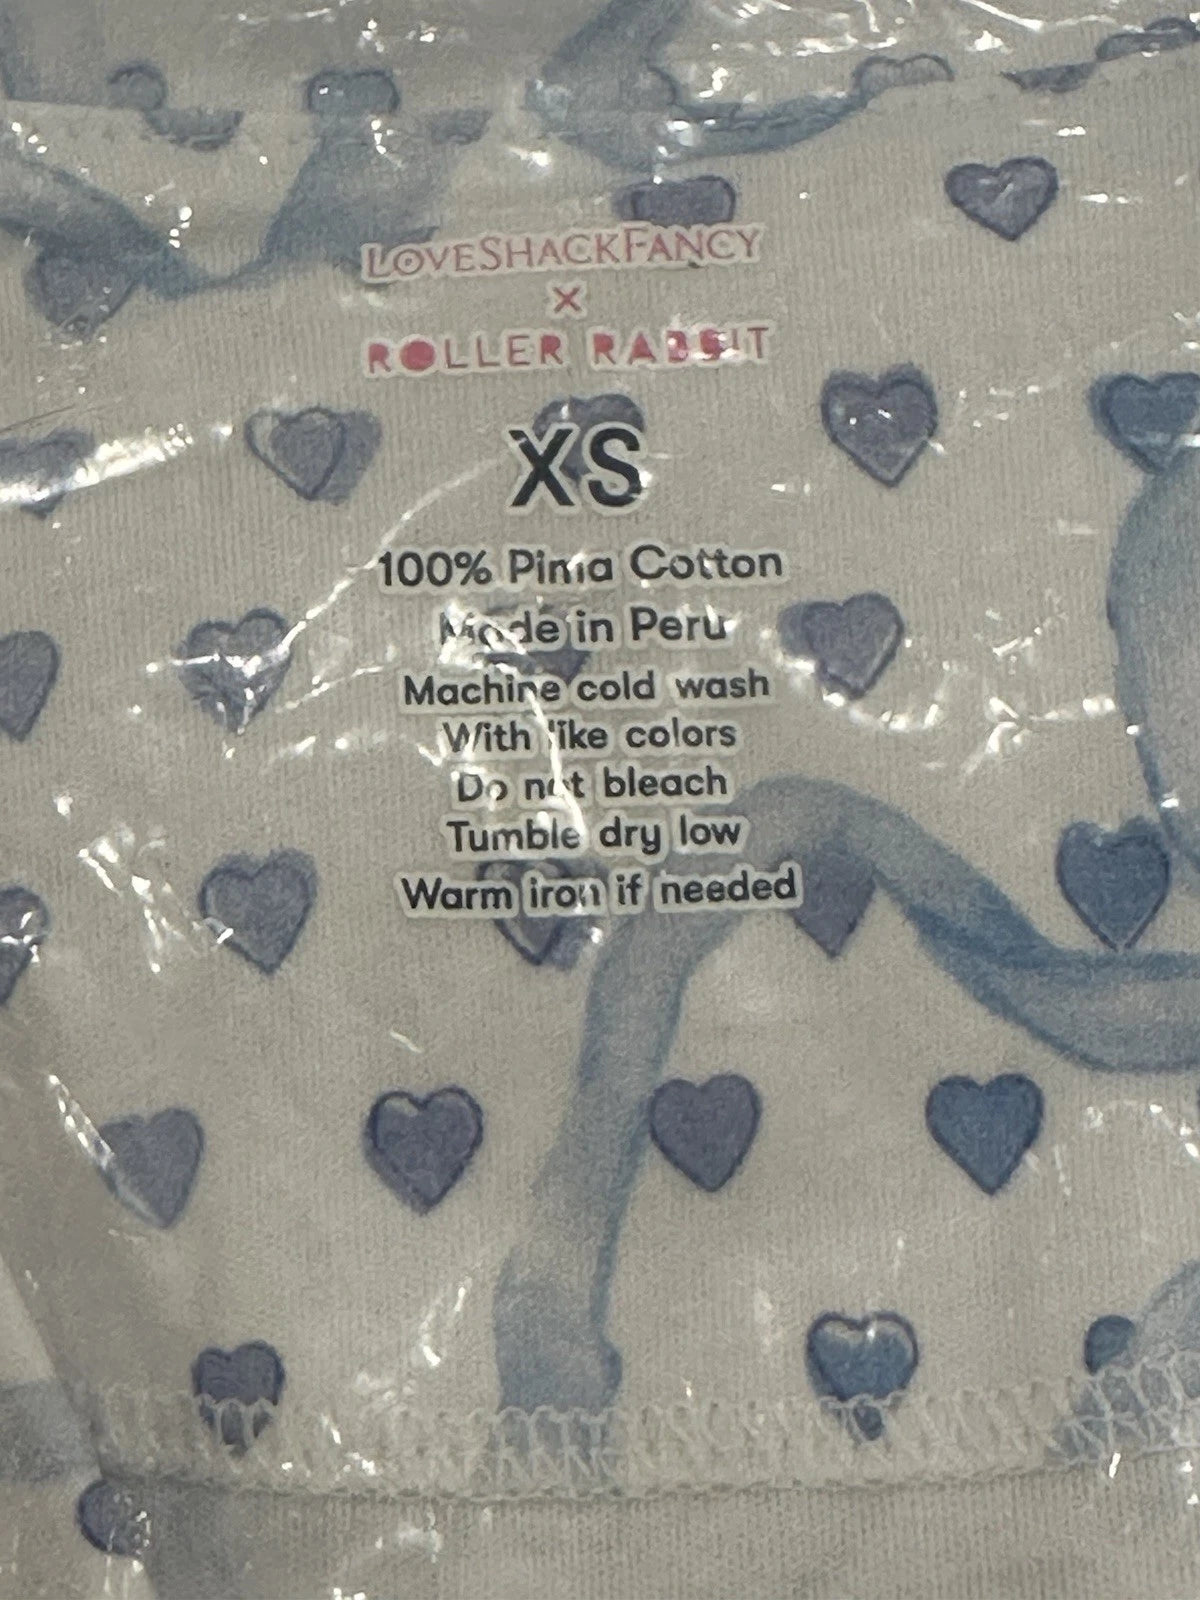 LOVESHACKFANCY
×
ROLLER RABBIT
XS
100% Pima Cotton
Made in Peru
Machine cold wash
With like colors
Do not bleach
Tumble dry low
Warm iron if needed